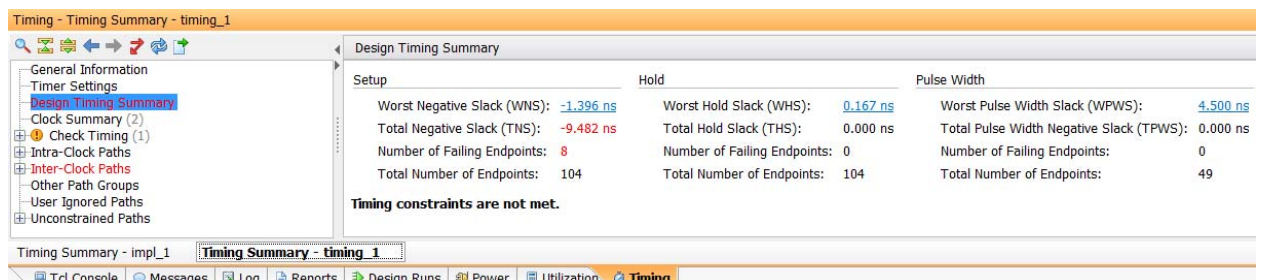 Timing - Timing Summary - timing_1
Design Timing Summary
General Information
Timer Settings
Design Timing Summary
Clock Summary (2)
Check Timing (1)
Intra-Clock Paths
Inter-Clock Paths
Other Path Groups
User Ignored Paths
Unconstrained Paths
Setup Hold Pulse Width
Worst Negative Slack (WNS): -1.396 ns Worst Hold Slack (WHS): 0.167 ns Worst Pulse Width Slack (WPWS): 4.500 ns
Total Negative Slack (TNS): -9.482 ns Total Hold Slack (THS): 0.000 ns Total Pulse Width Negative Slack (TPWS): 0.000 ns
Number of Failing Endpoints: 8 Number of Failing Endpoints: 0 Number of Failing Endpoints: 0
Total Number of Endpoints: 104 Total Number of Endpoints: 104 Total Number of Endpoints: 49
Timing constraints are not met.
Timing Summary - impl_1 Timing Summary - timing_1
Tcl Console Messages Log Reports Design Runs Power Utilization Timing